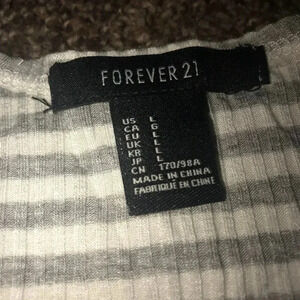 FOREVER 21
US L
CA G
EU L
UK L
KR L
JP L
CN 170/98A
MADE IN CHINA
FABRIQUÉ EN CHINE